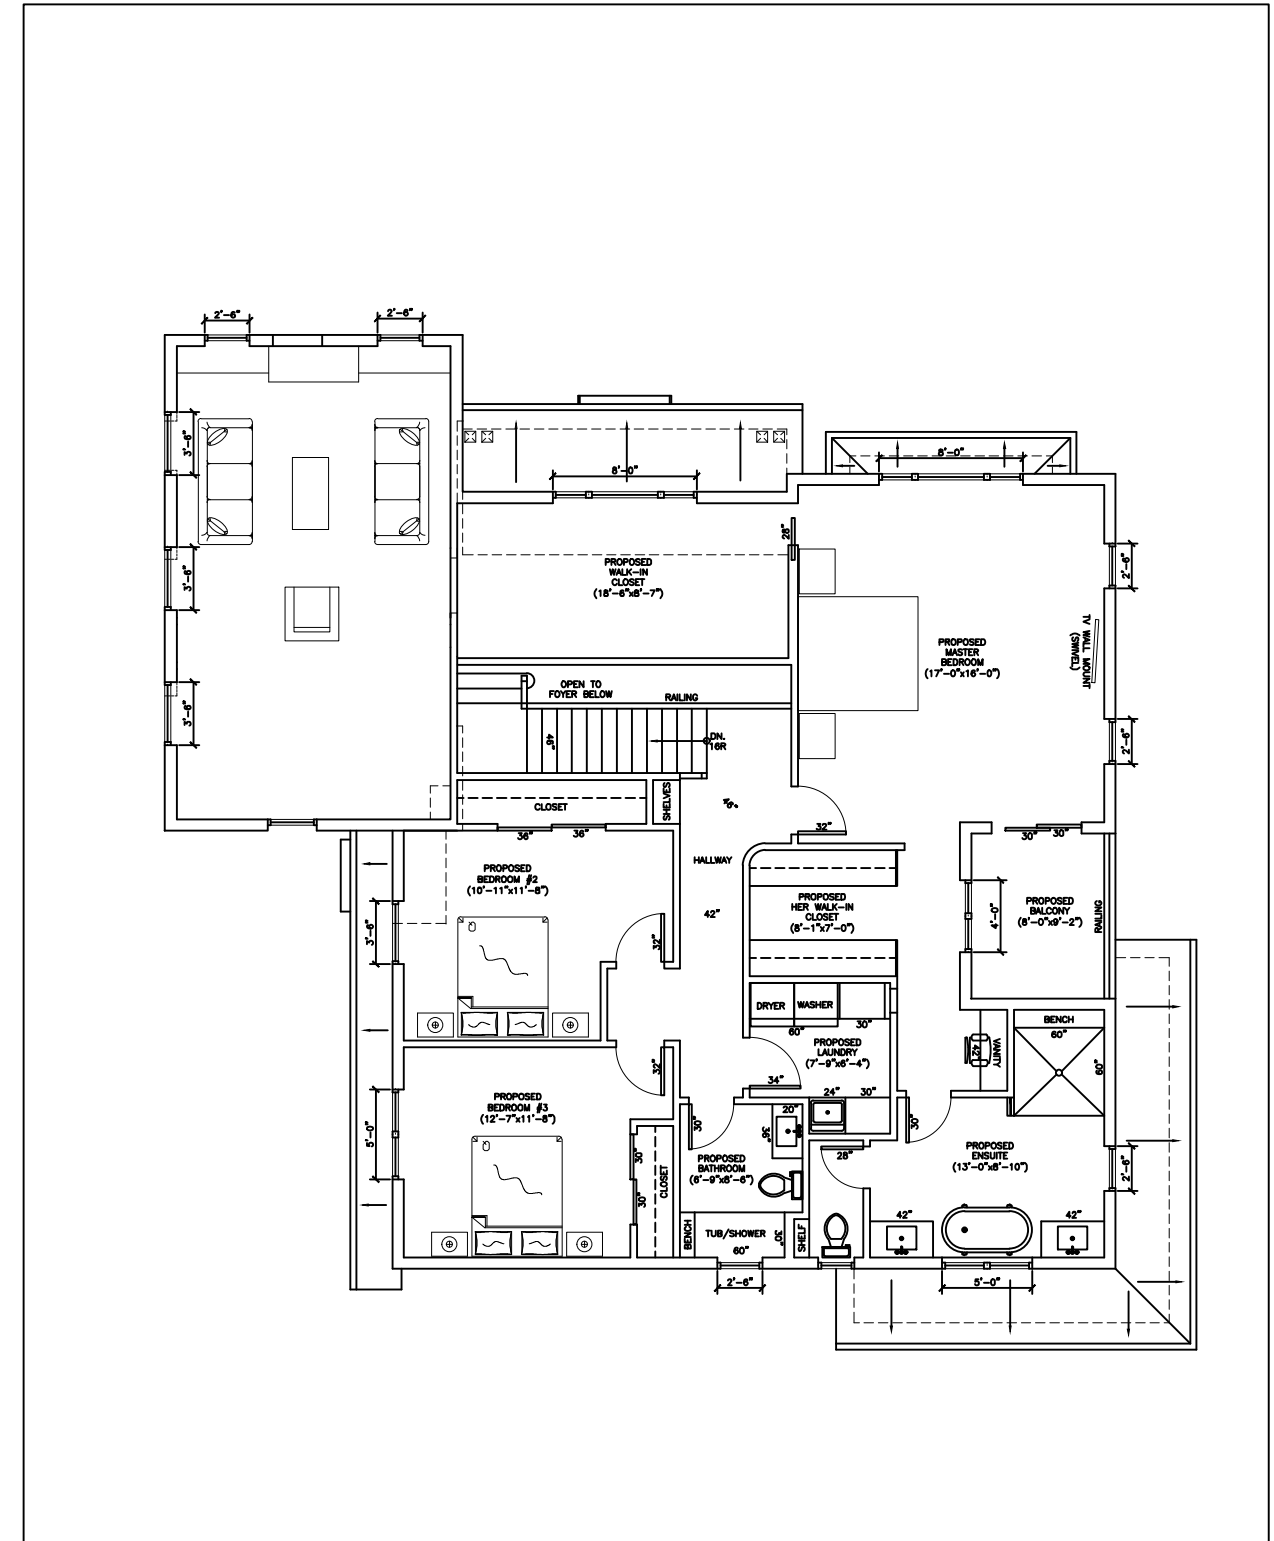 2'-6"
2'-6"
3'-6"
8'-0"
8'-0"
28"
2'-6"
PROPOSED
WALK-IN
CLOSET
(18'-6"x8'-7")
3'-6"
TV WALL MOUNT
(SWIVEL)
PROPOSED
MASTER
BEDROOM
(17'-0"x16'-0")
OPEN TO
FOYER BELOW
RAILING
3'-6"
46"
DN.
16R
2'-6"
CLOSET
SHELVES
36"
36"
32"
30"
30"
HALLWAY
PROPOSED
BEDROOM #2
(10'-11"x11'-8")
PROPOSED
HER WALK-IN
CLOSET
(8'-1"x7'-0")
PROPOSED
BALCONY
(8'-0"x9'-2")
RAILING
42"
4'-0"
3'-6"
32"
DRYER
WASHER
60"
30"
BENCH
60"
PROPOSED
LAUNDRY
(7'-9"x6'-4")
VANITY
42"
60"
32"
34"
24"
30"
PROPOSED
BEDROOM #3
(12'-7"x11'-8")
20"
30"
36"
30"
5'-0"
30"
28"
PROPOSED
BATHROOM
(6'-9"x8'-6")
PROPOSED
ENSUITE
(13'-0"x8'-10")
2'-6"
CLOSET
30"
42"
42"
BENCH
TUB/SHOWER
60"
30"
SHELF
2'-6"
5'-0"